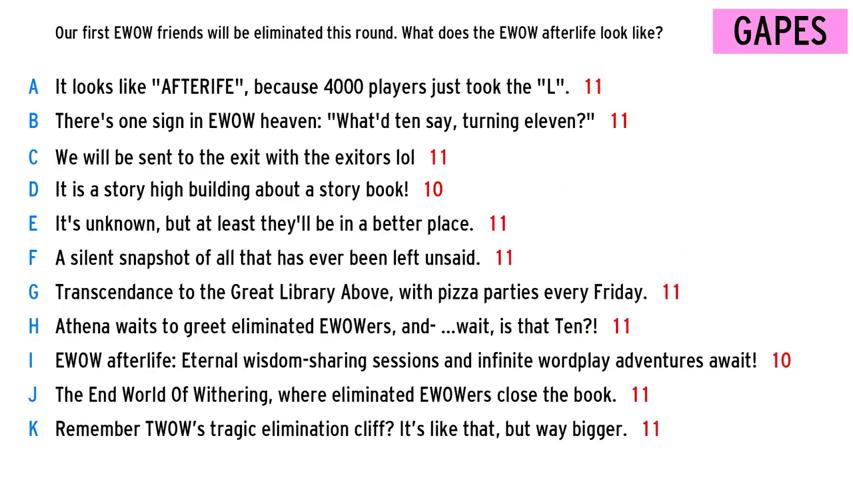 Our first EWOW friends will be eliminated this round. What does the EWOW afterlife look like?
GAPES
A It looks like "AFTERIFE", because 4000 players just took the "L". 11
B There's one sign in EWOW heaven: "What'd ten say, turning eleven?" 11
C We will be sent to the exit with the exitors lol 11
D It is a story high building about a story book! 10
E It's unknown, but at least they'll be in a better place. 11
F A silent snapshot of all that has ever been left unsaid. 11
G Transcendance to the Great Library Above, with pizza parties every Friday. 11
H Athena waits to greet eliminated EWOWers, and- ...wait, is that Ten?! 11
I EWOW afterlife: Eternal wisdom-sharing sessions and infinite wordplay adventures await! 10
J The End World Of Withering, where eliminated EWOWers close the book. 11
K Remember TWOW’s tragic elimination cliff? It’s like that, but way bigger. 11